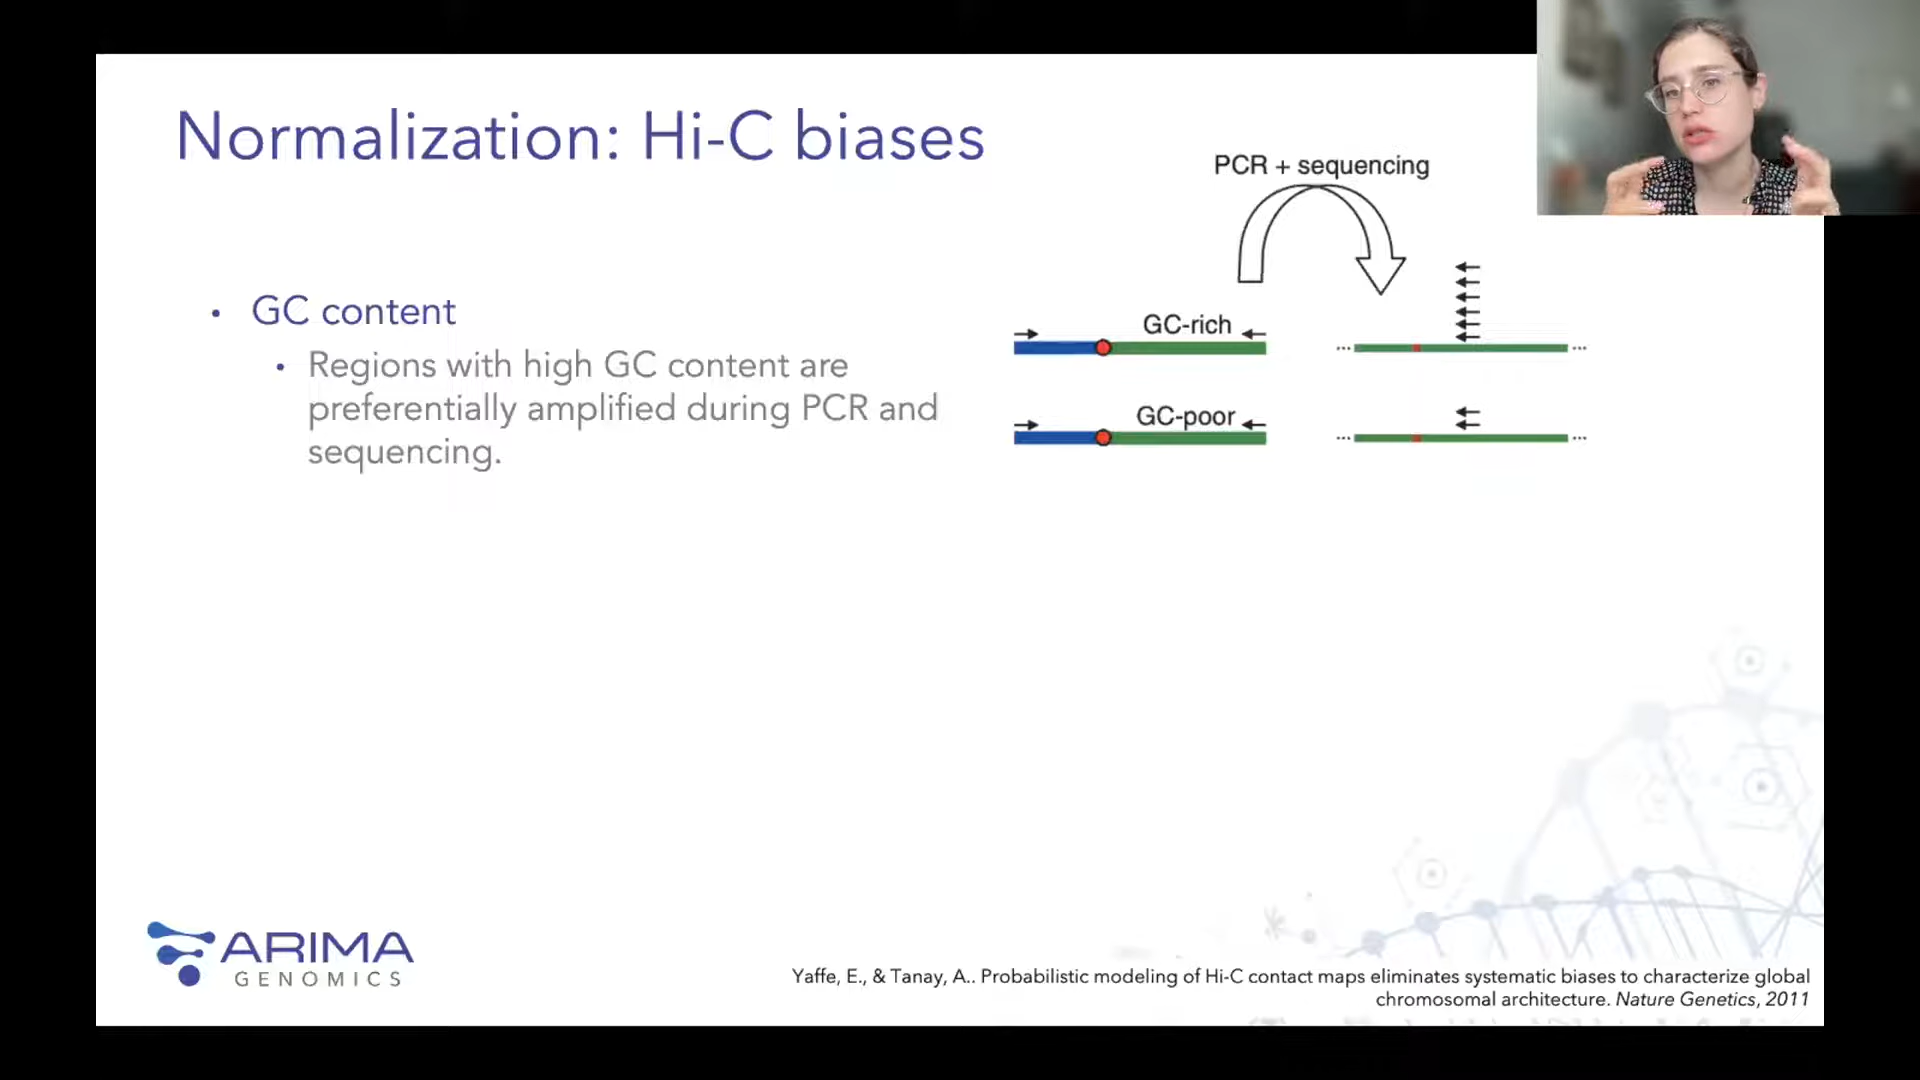 Normalization: Hi-C biases
PCR + sequencing
• GC content
• Regions with high GC content are
preferentially amplified during PCR and
sequencing.
GC-rich
GC-poor
ARIMA
GENOMICS
Yaffe, E., & Tanay, A.. Probabilistic modeling of Hi-C contact maps eliminates systematic biases to characterize global
chromosomal architecture. Nature Genetics, 2011